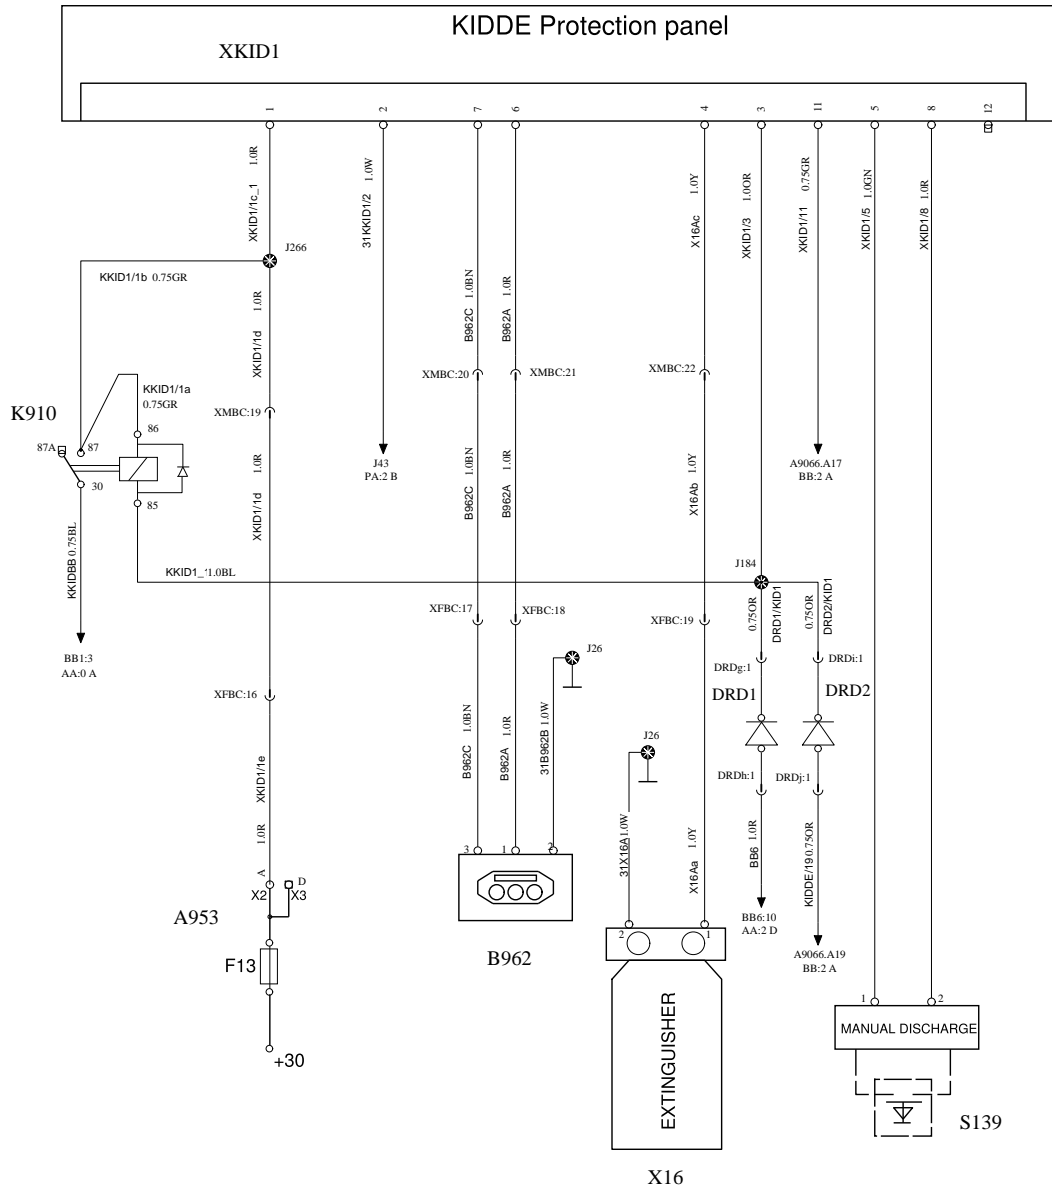 KIDDE Protection panel
XKID1
1
2
7
6
4
3
11
5
8
12
XKID1/1c_1 1.0R
31KKID1/2 1.0W
B962C 1.0BN
B962A 1.0R
X16Ac 1.0Y
XKID1/3 1.0OR
XKID1/11 0.75GR
XKID1/5 1.0GN
XKID1/8 1.0R
J266
KKID1/1b 0.75GR
XKID1/1d 1.0R
XMBC:20
XMBC:21
XMBC:22
KKID1/1a
0.75GR
K910
XMBC:19
86
87A
87
30
85
J43
PA:2 B
A9066.A17
BB:2 A
XKID1/1d 1.0R
B962C 1.0BN
B962A 1.0R
X16Ab 1.0Y
KKIDBB 0.75BL
KKID1_1 1.0BL
J184
0.75OR
DRD1/KID1
0.75OR
DRD2/KID1
XFBC:17
XFBC:18
XFBC:19
BB1:3
AA:0 A
J26
DRDg:1
DRDi:1
XFBC:16
DRD1
DRD2
31B962B 1.0W
J26
B962C 1.0BN
B962A 1.0R
XKID1/1e 1.0R
DRDh:1
DRDj:1
31X16A 1.0W
X16Aa 1.0Y
BB6 1.0R
KIDDE/19 0.75OR
3
1
2
A
D
X2
X3
A953
BB6:10
AA:2 D
F13
B962
2
1
A9066.A19
BB:2 A
1
2
MANUAL DISCHARGE
+30
EXTINGUISHER
S139
X16